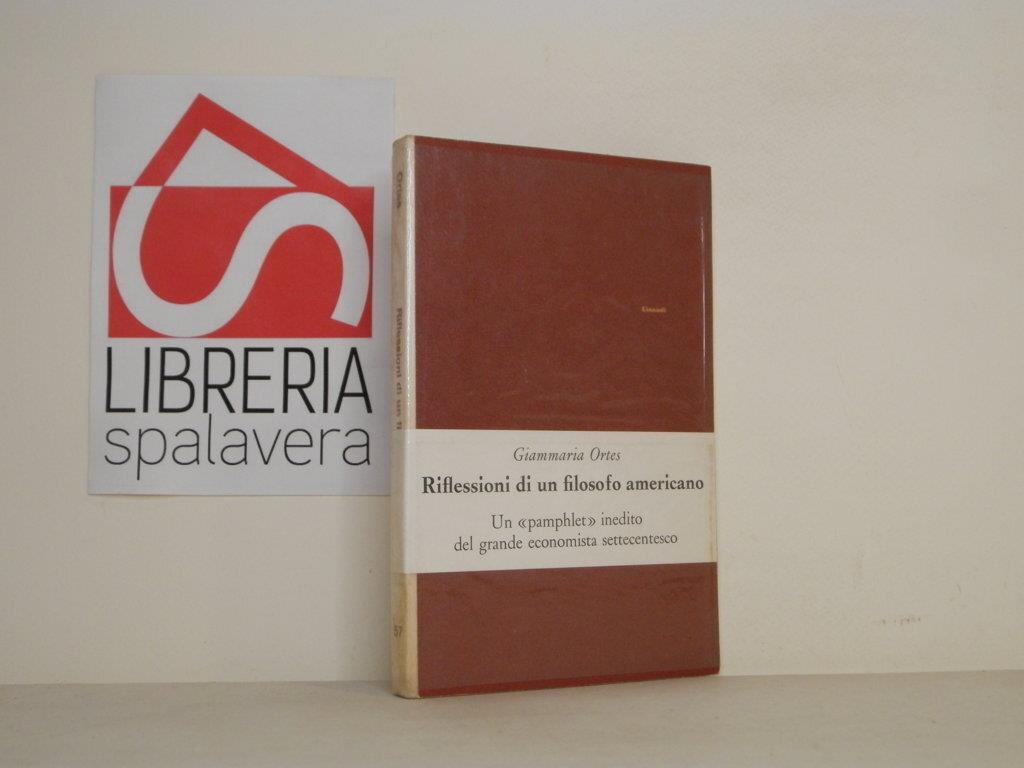 LIBRERIA
spalavera
Ortes
Riflessioni di un fi
57
Einaudi
Giammaria Ortes
Riflessioni di un filosofo americano
Un «pamphlet» inedito
del grande economista settecentesco